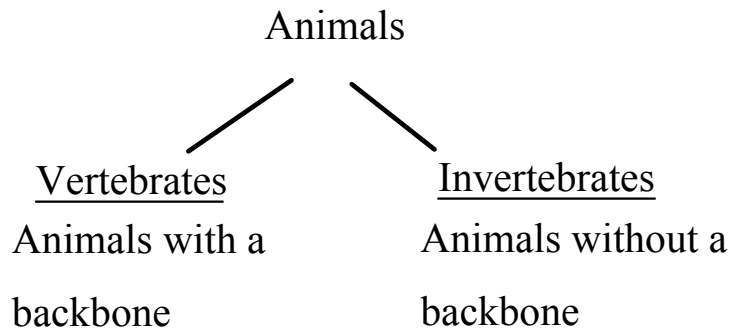 Animals
Vertebrates
Animals with a
backbone
Invertebrates
Animals without a
backbone